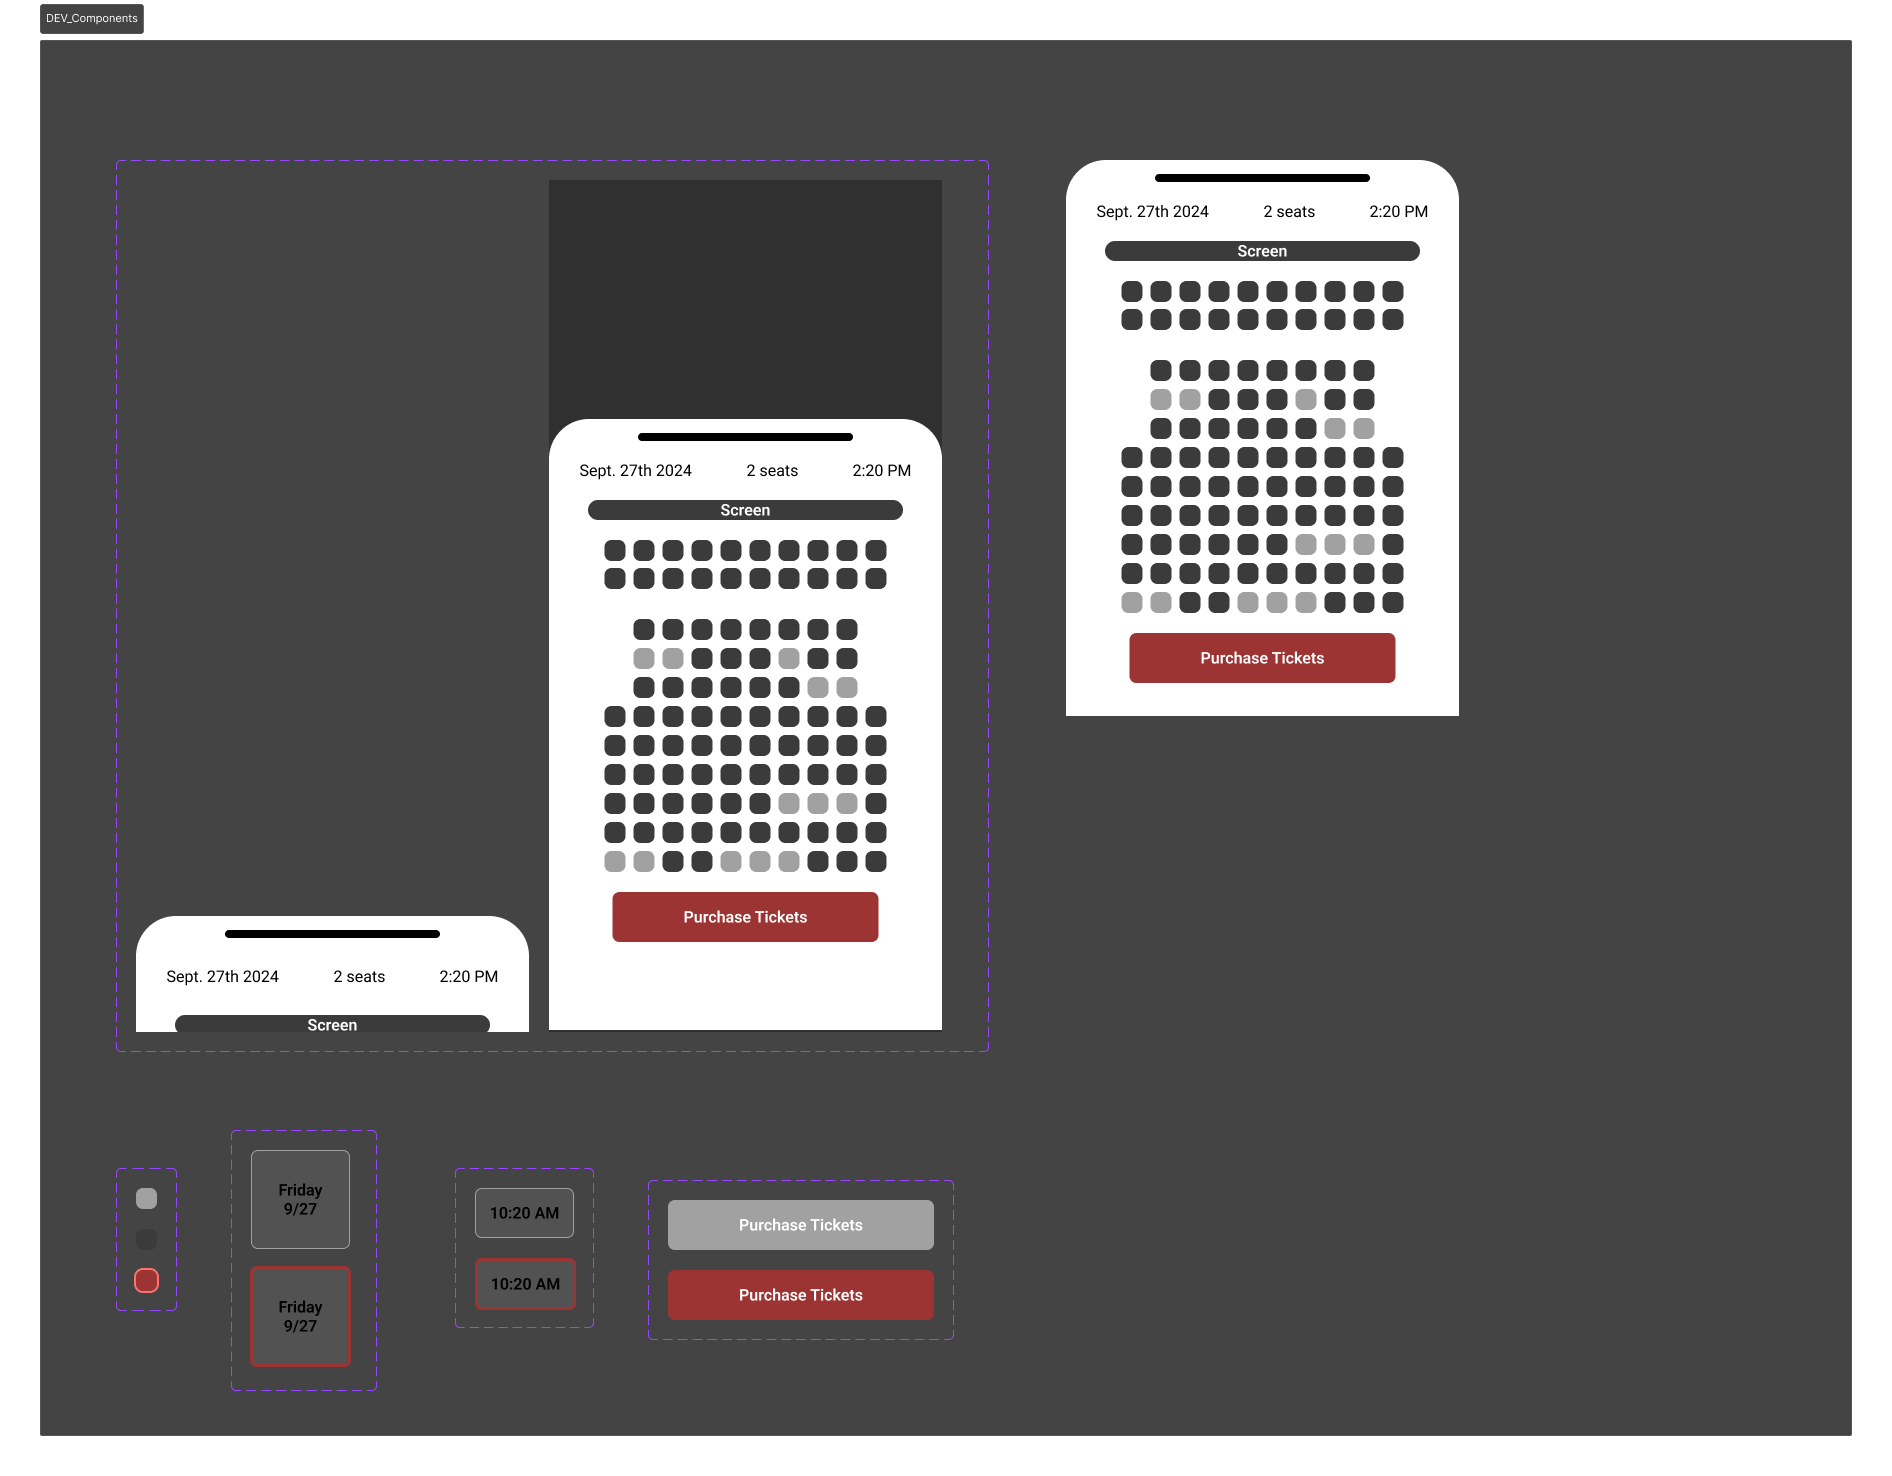 DEV_Components
Sept. 27th 2024 2 seats 2:20 PM
Screen
Purchase Tickets
Sept. 27th 2024 2 seats 2:20 PM
Screen
Purchase Tickets
Sept. 27th 2024 2 seats 2:20 PM
Screen
Friday
9/27
Friday
9/27
10:20 AM
10:20 AM
Purchase Tickets
Purchase Tickets